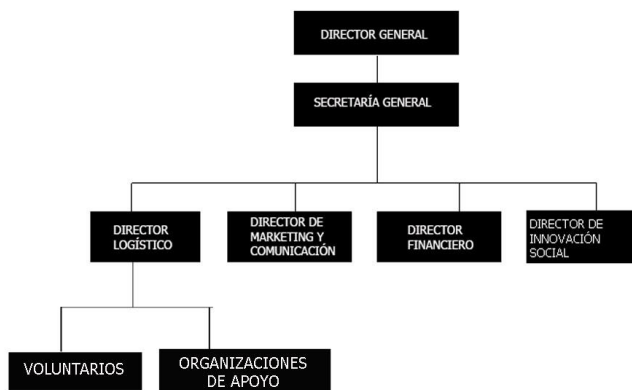 DIRECTOR GENERAL
SECRETARÍA GENERAL
DIRECTOR
LOGÍSTICO
DIRECTOR DE
MARKETING Y
COMUNICACIÓN
DIRECTOR
FINANCIERO
DIRECTOR DE
INNOVACIÓN
SOCIAL
VOLUNTARIOS
ORGANIZACIONES
DE APOYO